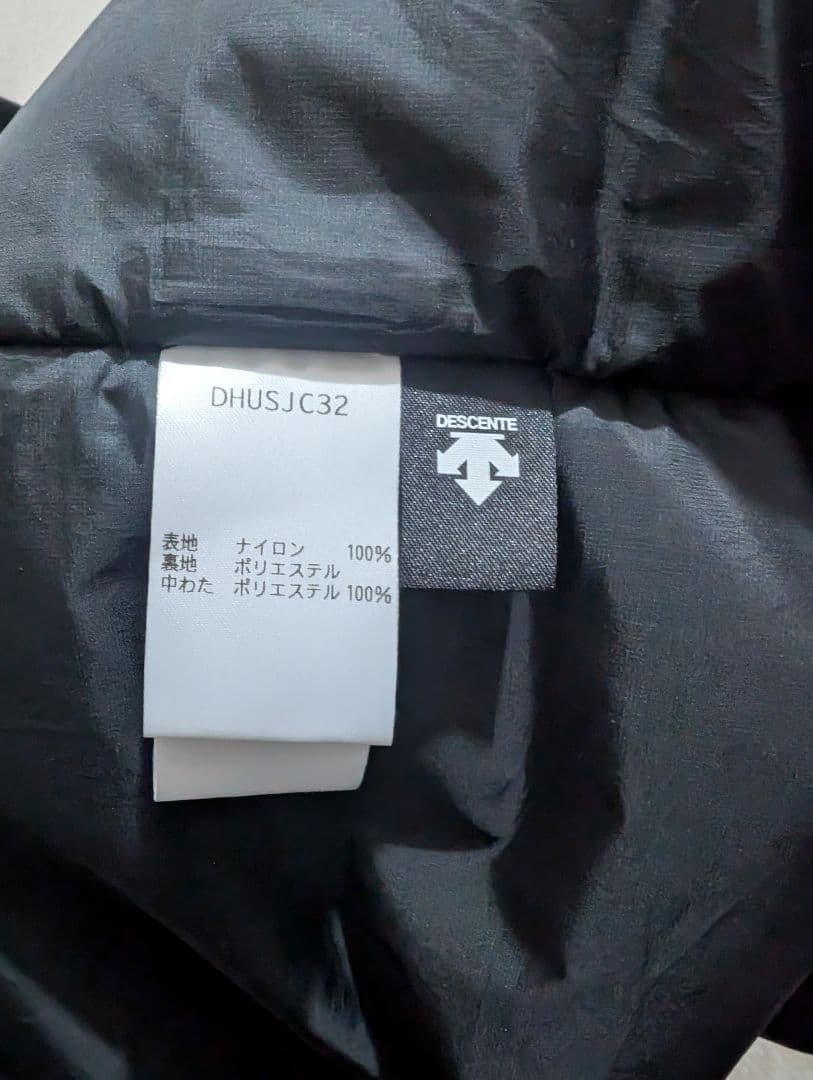 DHUSJC32
DESCENTE
表地 ナイロン 100%
裏地 ポリエステル
中わた ポリエステル 100%